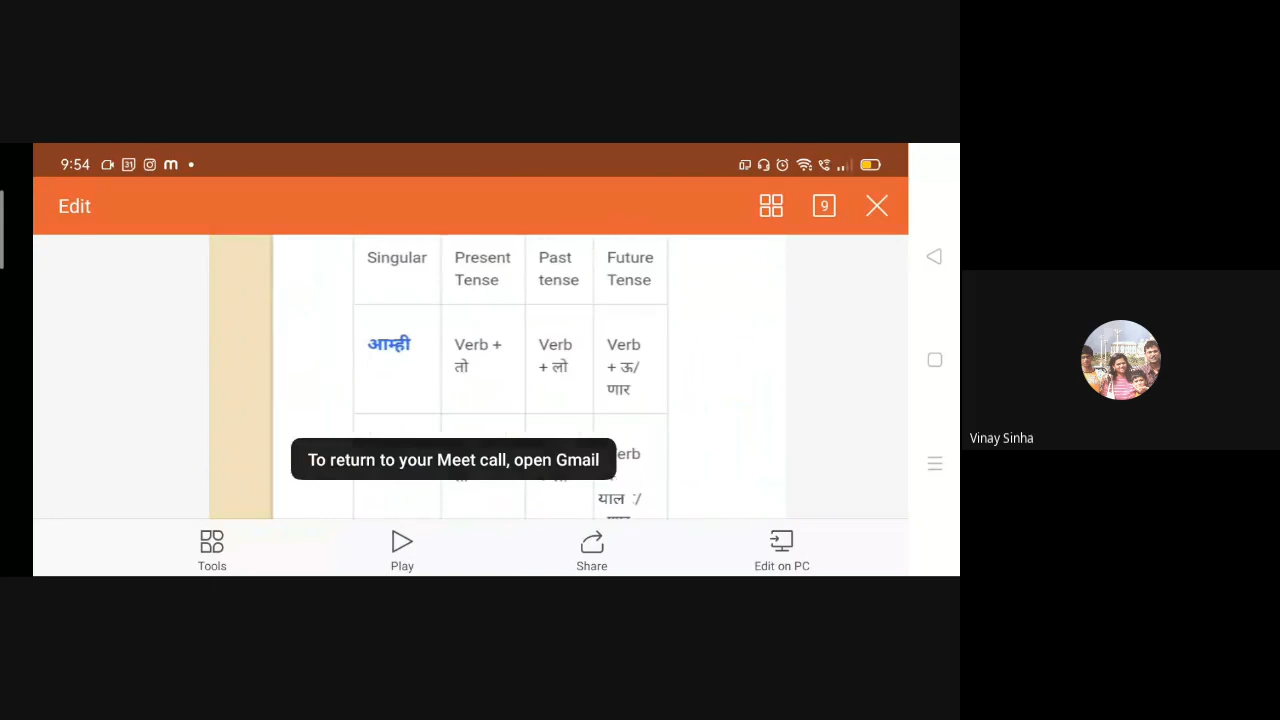 9:54
31
m
Edit
9
Singular
Present
Tense
Past
tense
Future
Tense
आम्ही
Verb +
तो
Verb
+ लो
Verb
+ ऊ/
णार
To return to your Meet call, open Gmail
याल ः/
Tools
Play
Share
Edit on PC
Vinay Sinha